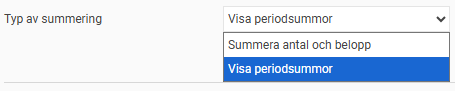 Typ av summering Visa periodsummor
Summera antal och belopp
Visa periodsummor